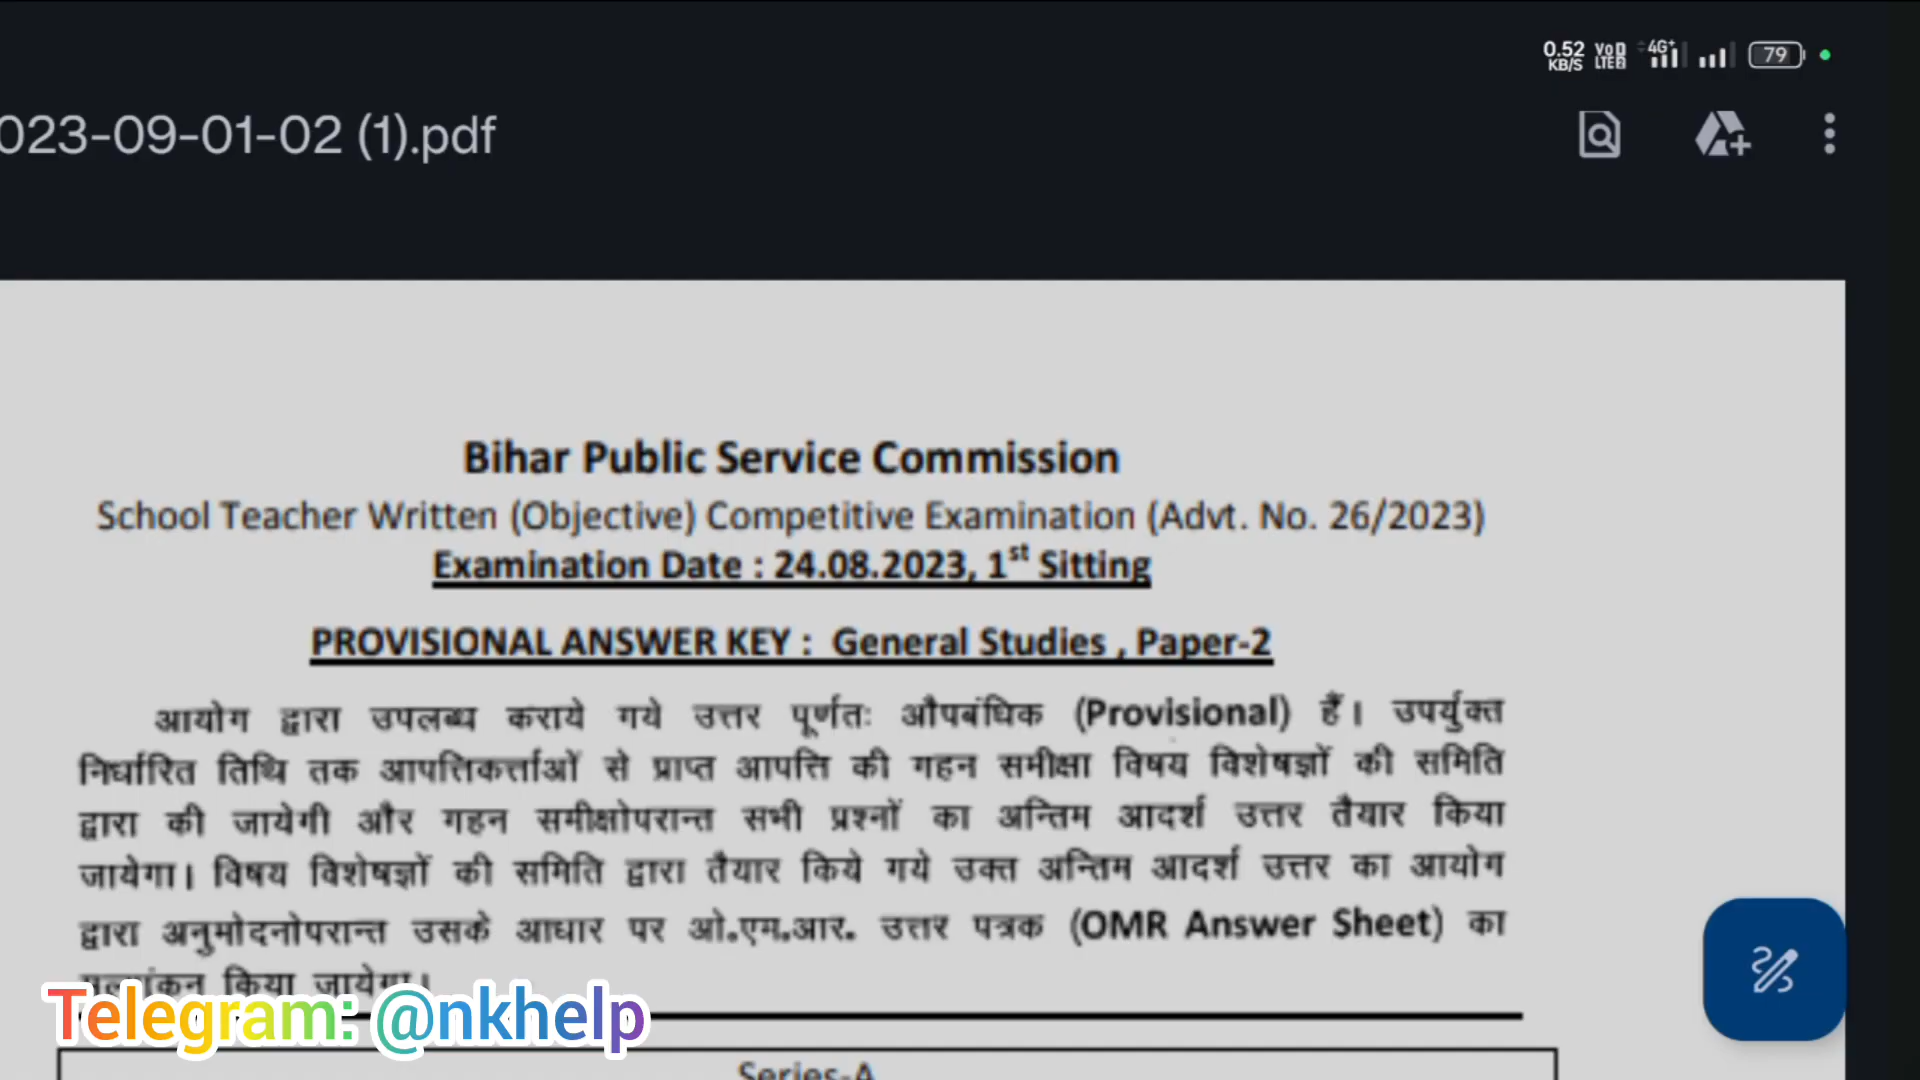 0.52 KB/S VoD LTE2 4G+ 79
023-09-01-02 (1).pdf
Bihar Public Service Commission
School Teacher Written (Objective) Competitive Examination (Advt. No. 26/2023)
Examination Date : 24.08.2023, 1st Sitting
PROVISIONAL ANSWER KEY : General Studies , Paper-2
आयोग द्वारा उपलब्ध कराये गये उत्तर पूर्णतः औपबंधिक (Provisional) हैं। उपर्युक्त
निर्धारित तिथि तक आपत्तिकर्त्ताओं से प्राप्त आपत्ति की गहन समीक्षा विषय विशेषज्ञों की समिति
द्वारा की जायेगी और गहन समीक्षोपरान्त सभी प्रश्नों का अन्तिम आदर्श उत्तर तैयार किया
जायेगा। विषय विशेषज्ञों की समिति द्वारा तैयार किये गये उक्त अन्तिम आदर्श उत्तर का आयोग
द्वारा अनुमोदनोपरान्त उसके आधार पर ओ.एम.आर. उत्तर पत्रक (OMR Answer Sheet) का
मूल्यांकन किया जायेगा।
Telegram: @nkhelp
Series-A